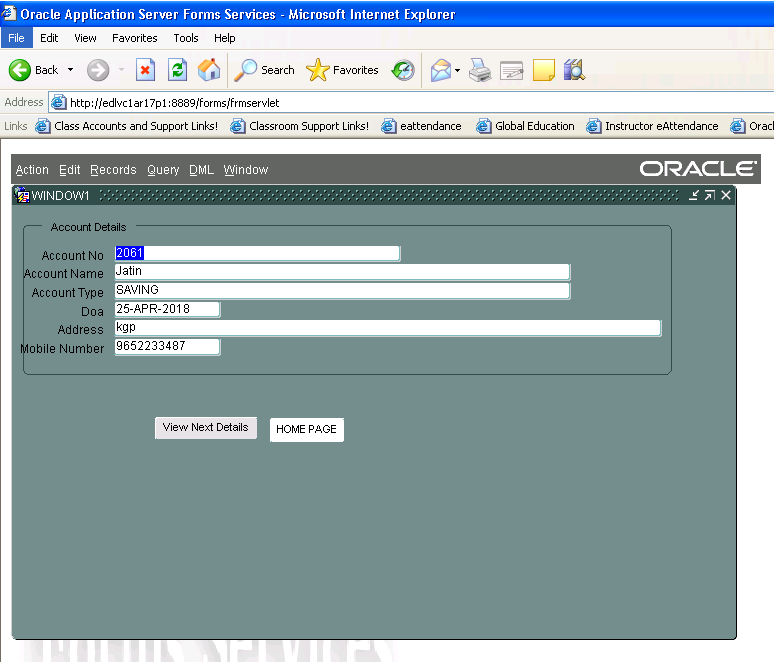 Oracle Application Server Forms Services - Microsoft Internet Explorer
File Edit View Favorites Tools Help
Back Search Favorites
Address http://edlvc1ar17p1:8889/forms/frmservlet
Links Class Accounts and Support Links! Classroom Support Links! eattendance Global Education Instructor eAttendance Oracl
Action Edit Records Query DML Window ORACLE
WINDOW1
Account Details
Account No 2061
Account Name Jatin
Account Type SAVING
Doa 25-APR-2018
Address kgp
Mobile Number 9652233487
View Next Details HOME PAGE